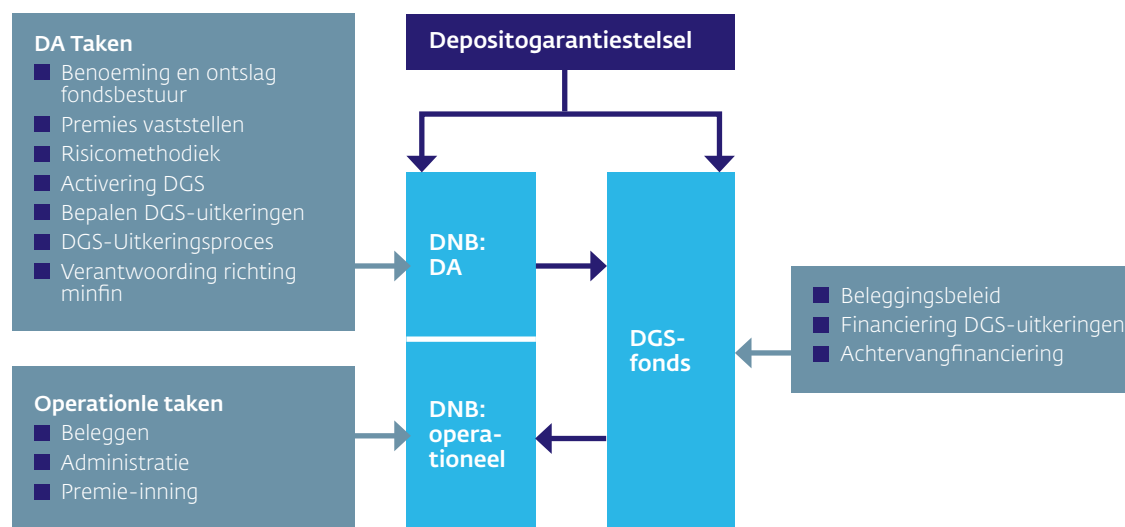 DA Taken
Benoeming en ontslag
fondsbestuur
Premies vaststellen
Risicomethodiek
Activering DGS
Bepalen DGS-uitkeringen
DGS-Uitkeringsproces
Verantwoording richting
minfin
Operationle taken
Beleggen
Administratie
Premie-inning
Depositogarantiestelsel
DNB:
DA
DNB:
opera-
tioneel
DGS-
fonds
Beleggingsbeleid
Financiering DGS-uitkeringen
Achtervangfinanciering